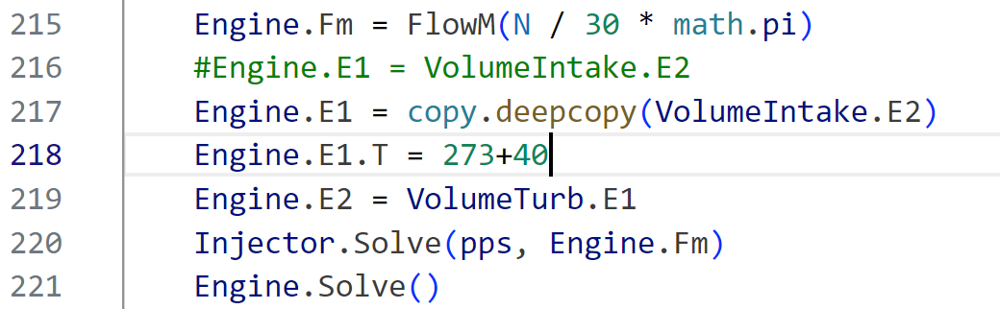 215 Engine.Fm = FlowM(N / 30 * math.pi)
216 #Engine.E1 = VolumeIntake.E2
217 Engine.E1 = copy.deepcopy(VolumeIntake.E2)
218 Engine.E1.T = 273+40
219 Engine.E2 = VolumeTurb.E1
220 Injector.Solve(pps, Engine.Fm)
221 Engine.Solve()